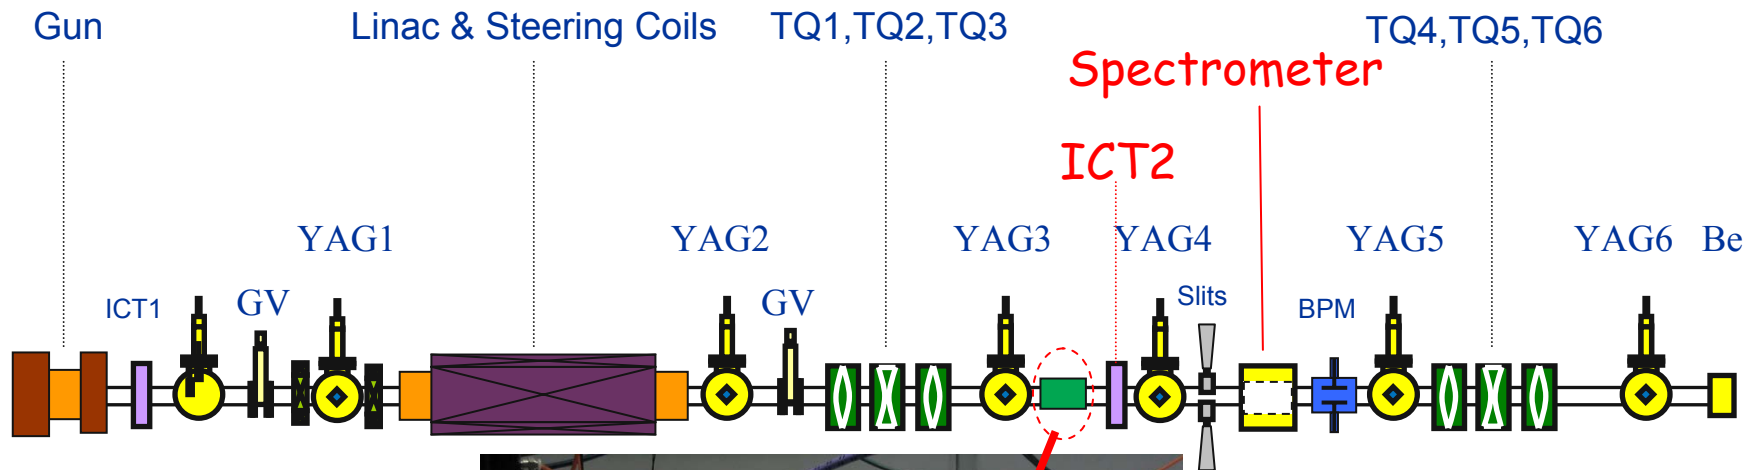 Gun Linac & Steering Coils TQ1,TQ2,TQ3 TQ4,TQ5,TQ6
Spectrometer
ICT2
YAG1 YAG2 YAG3 YAG4 YAG5 YAG6 Be
ICT1 GV GV Slits BPM